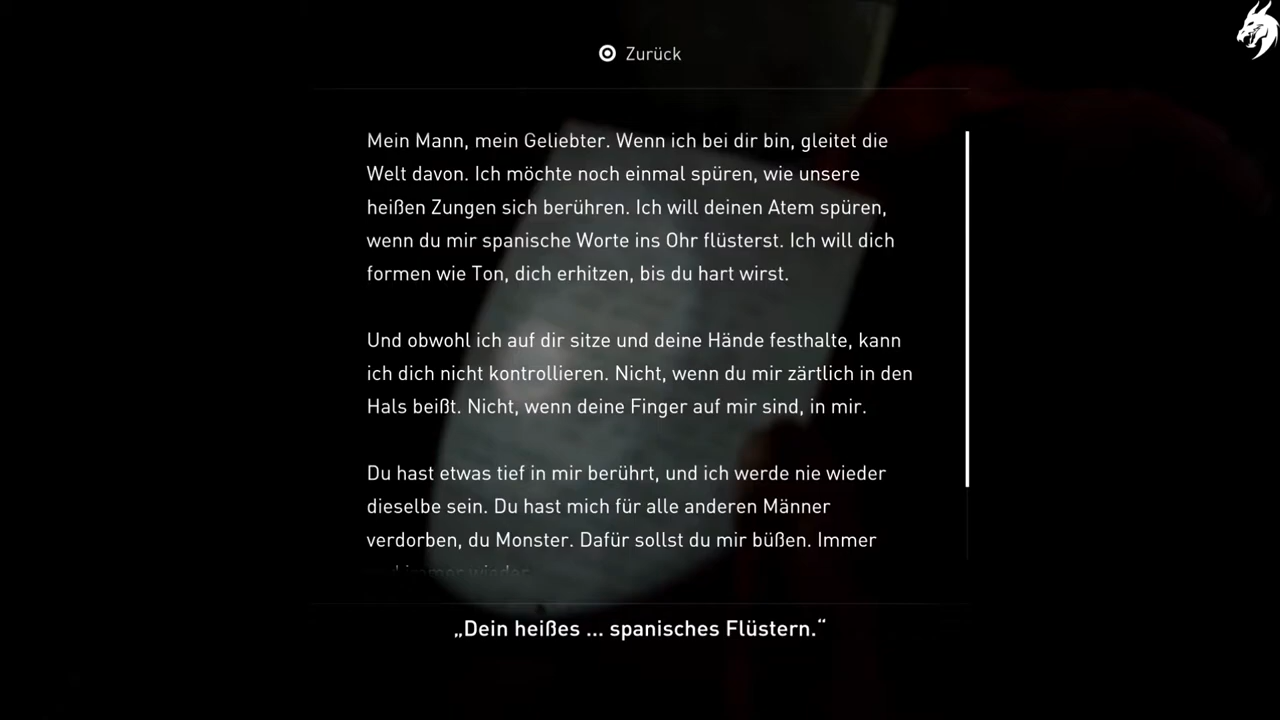 Zurück
Mein Mann, mein Geliebter. Wenn ich bei dir bin, gleitet die
Welt davon. Ich möchte noch einmal spüren, wie unsere
heißen Zungen sich berühren. Ich will deinen Atem spüren,
wenn du mir spanische Worte ins Ohr flüsterst. Ich will dich
formen wie Ton, dich erhitzen, bis du hart wirst.
Und obwohl ich auf dir sitze und deine Hände festhalte, kann
ich dich nicht kontrollieren. Nicht, wenn du mir zärtlich in den
Hals beißt. Nicht, wenn deine Finger auf mir sind, in mir.
Du hast etwas tief in mir berührt, und ich werde nie wieder
dieselbe sein. Du hast mich für alle anderen Männer
verdorben, du Monster. Dafür sollst du mir büßen. Immer
und immer wieder
„Dein heißes ... spanisches Flüstern.“